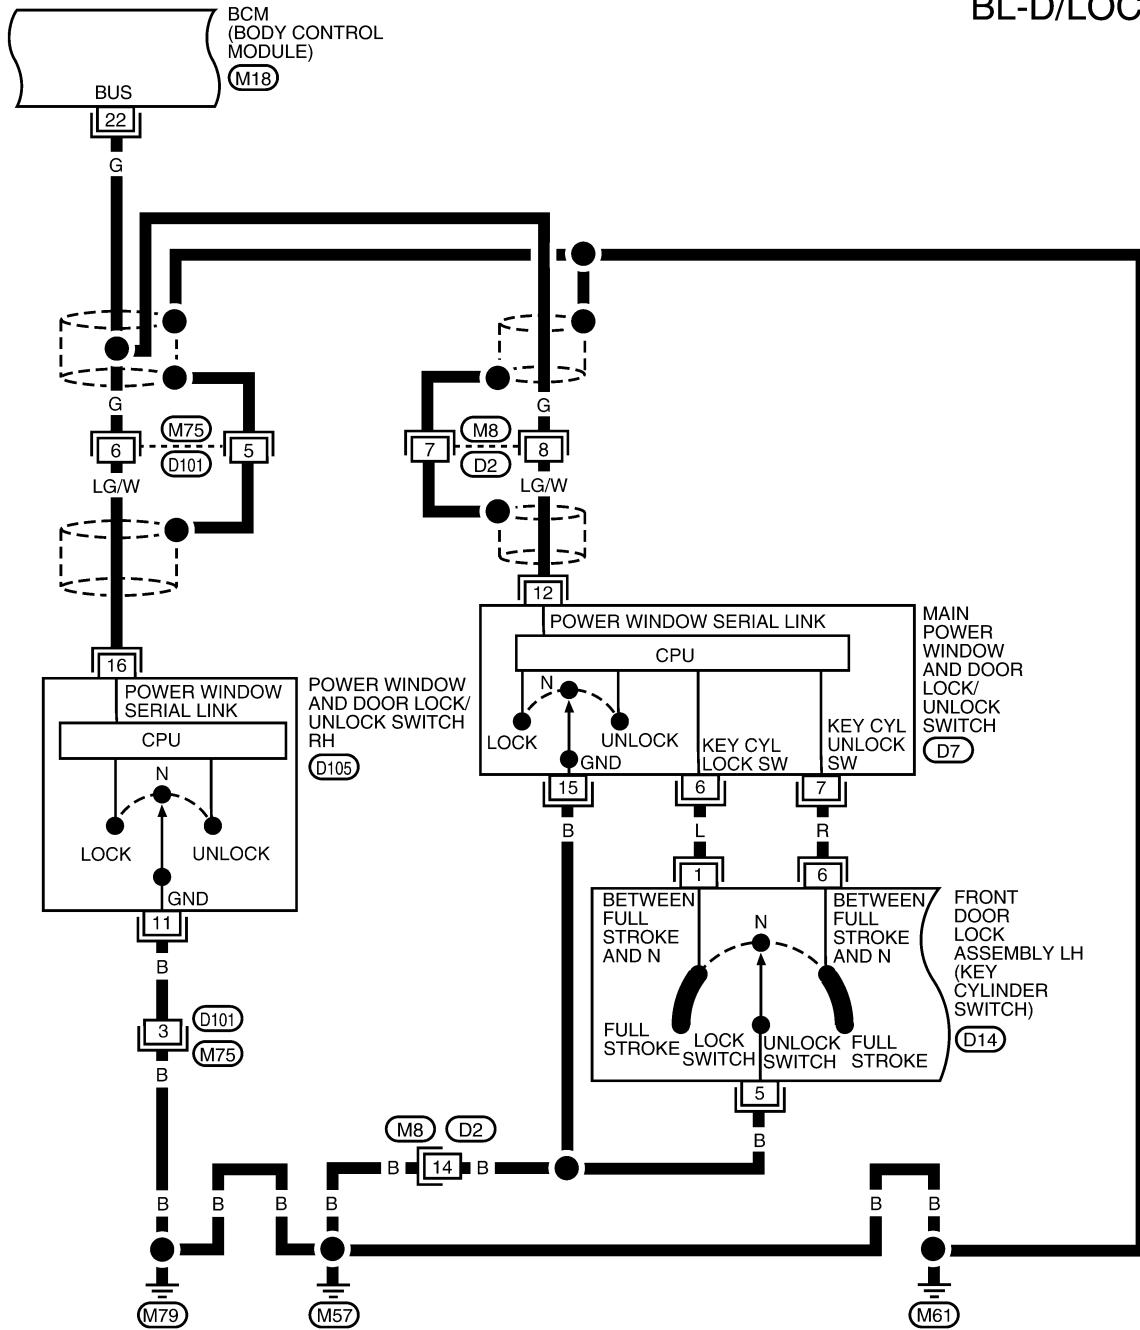 BL-D/LOC
BCM
(BODY CONTROL
MODULE)
M18
BUS
22
G
G
G
6
M75
D101
5
7
M8
D2
8
LG/W
LG/W
12
16
POWER WINDOW SERIAL LINK
CPU
N
LOCK
UNLOCK
GND
KEY CYL
LOCK SW
KEY CYL
UNLOCK
SW
MAIN
POWER
WINDOW
AND DOOR
LOCK/
UNLOCK
SWITCH
D7
POWER WINDOW
SERIAL LINK
CPU
N
LOCK
UNLOCK
GND
POWER WINDOW
AND DOOR LOCK/
UNLOCK SWITCH
RH
D105
15
6
7
B
L
R
1
6
11
B
3
D101
M75
B
BETWEEN
FULL
STROKE
AND N
N
BETWEEN
FULL
STROKE
AND N
FULL
STROKE
LOCK
SWITCH
UNLOCK
SWITCH
FULL
STROKE
FRONT
DOOR
LOCK
ASSEMBLY LH
(KEY
CYLINDER
SWITCH)
D14
5
B
M8
D2
B
14
B
B
B
B
B
B
B
M79
M57
M61